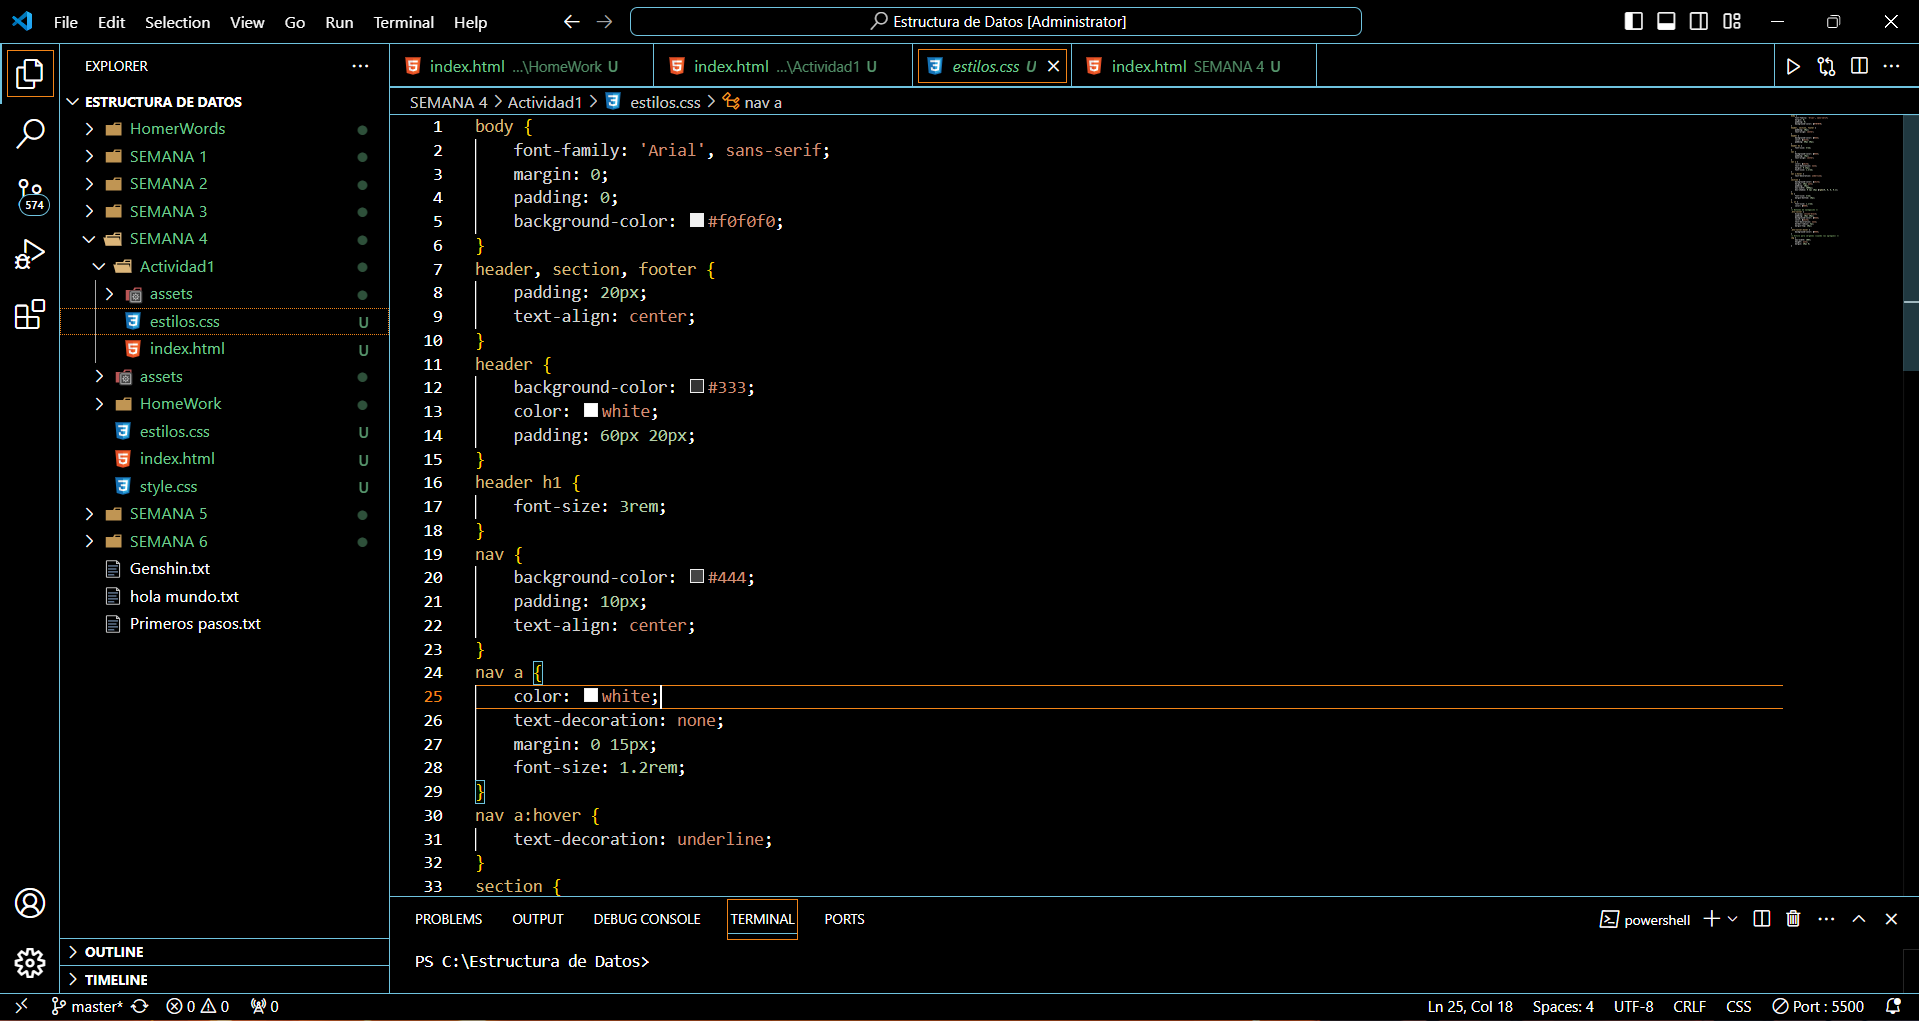 File Edit Selection View Go Run Terminal Help
Estructura de Datos [Administrator]
EXPLORER
index.html ...\HomeWork U
index.html ...\Actividad1 U
estilos.css U
index.html SEMANA 4 U
ESTRUCTURA DE DATOS
HomerWords
SEMANA 1
SEMANA 2
574
SEMANA 3
SEMANA 4
Actividad1
assets
estilos.css U
index.html U
assets
HomeWork
estilos.css U
index.html U
style.css U
SEMANA 5
SEMANA 6
Genshin.txt
hola mundo.txt
Primeros pasos.txt
OUTLINE
TIMELINE
SEMANA 4 > Actividad1 > estilos.css > nav a
1 body {
2 font-family: 'Arial', sans-serif;
3 margin: 0;
4 padding: 0;
5 background-color: #f0f0f0;
6 }
7 header, section, footer {
8 padding: 20px;
9 text-align: center;
10 }
11 header {
12 background-color: #333;
13 color: white;
14 padding: 60px 20px;
15 }
16 header h1 {
17 font-size: 3rem;
18 }
19 nav {
20 background-color: #444;
21 padding: 10px;
22 text-align: center;
23 }
24 nav a {
25 color: white;
26 text-decoration: none;
27 margin: 0 15px;
28 font-size: 1.2rem;
29 }
30 nav a:hover {
31 text-decoration: underline;
32 }
33 section {
PROBLEMS OUTPUT DEBUG CONSOLE TERMINAL PORTS
powershell
PS C:\Estructura de Datos>
master* 0 0 0
Ln 25, Col 18 Spaces: 4 UTF-8 CRLF CSS Port : 5500